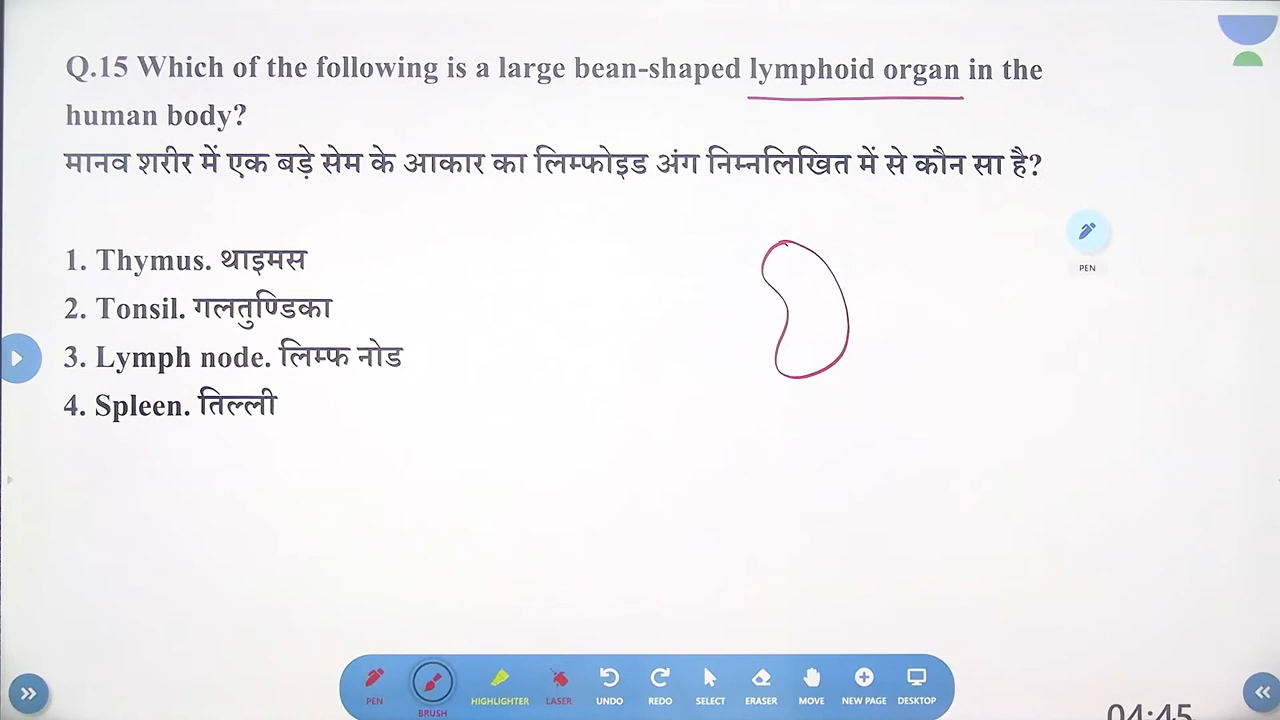 Q.15 Which of the following is a large bean-shaped lymphoid organ in the
human body?
मानव शरीर में एक बड़े सेम के आकार का लिम्फोइड अंग निम्नलिखित में से कौन सा है?
1. Thymus. थाइमस
2. Tonsil. गलतुण्डिका
3. Lymph node. लिम्फ नोड
4. Spleen. तिल्ली
PEN
PEN BRUSH HIGHLIGHTER LASER UNDO REDO SELECT ERASER MOVE NEW PAGE DESKTOP
04:45